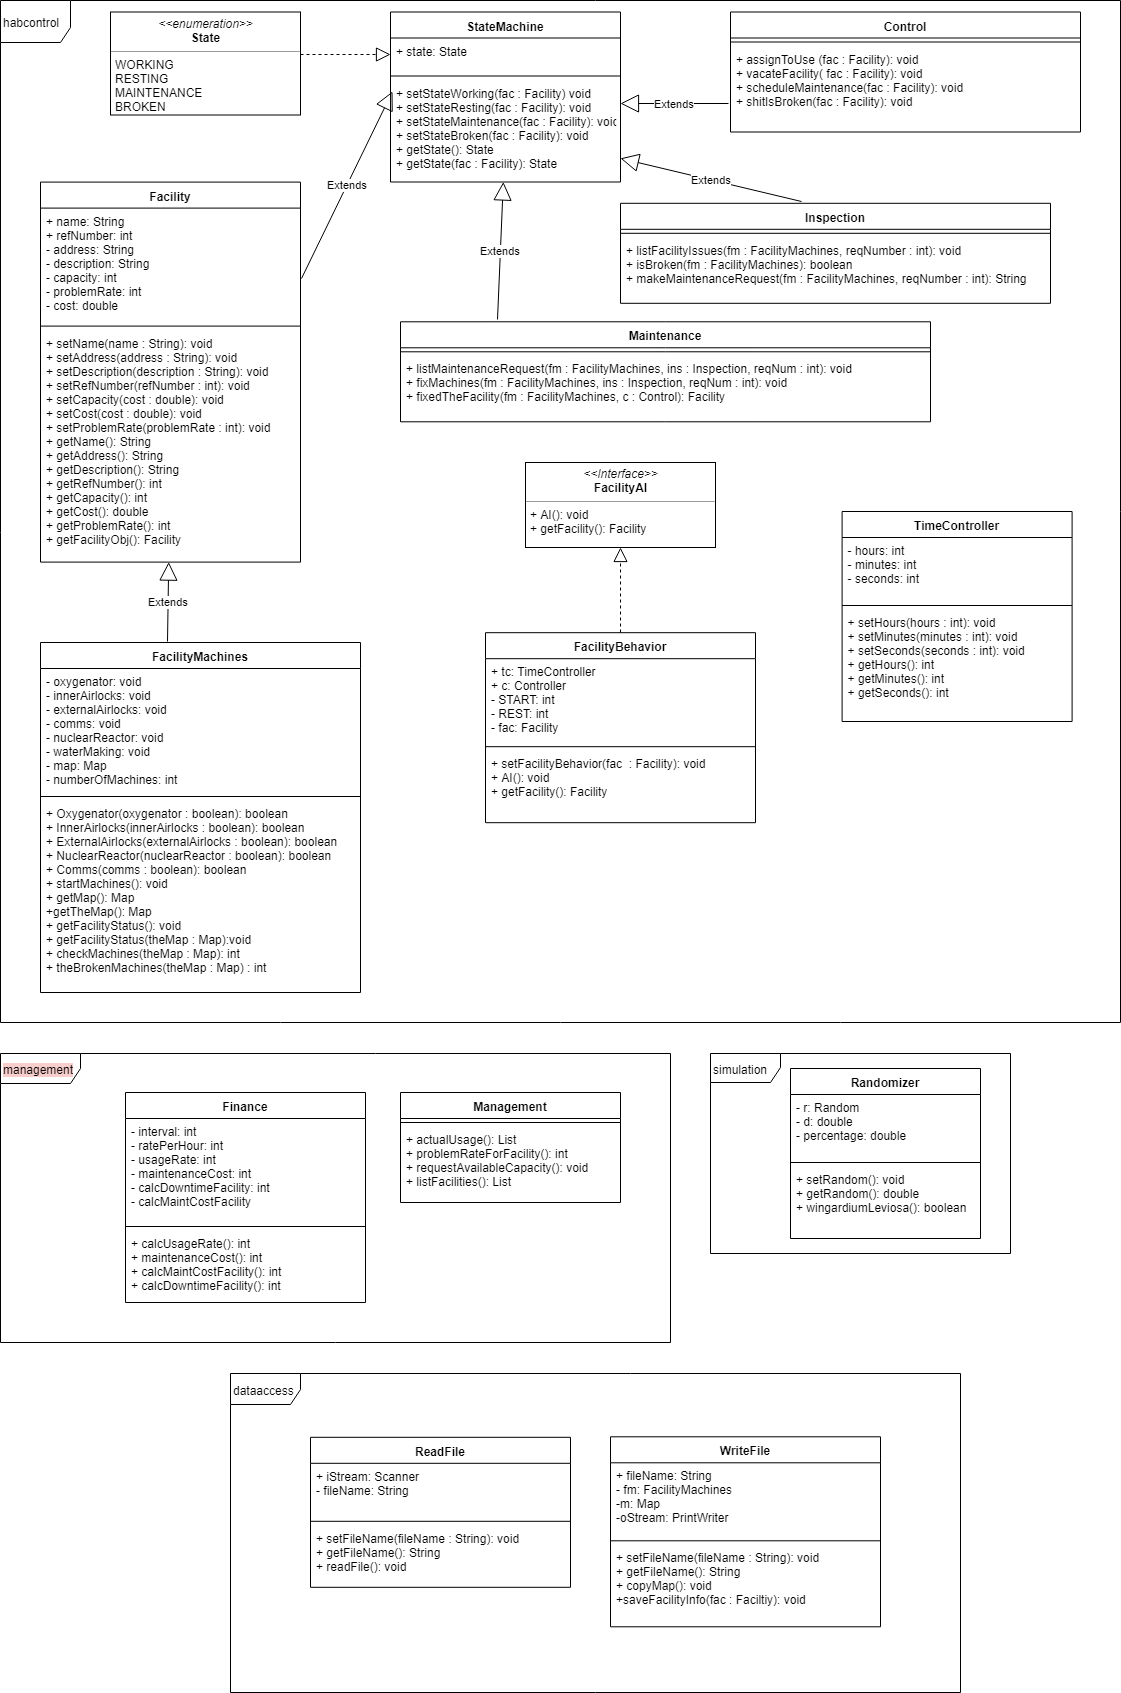 habcontrol
<<enumeration>>
State
WORKING
RESTING
MAINTENANCE
BROKEN
StateMachine
+ state: State
+ setStateWorking(fac : Facility) void
+ setStateResting(fac : Facility): void
+ setStateMaintenance(fac : Facility): void
+ setStateBroken(fac : Facility): void
+ getState(): State
+ getState(fac : Facility): State
Control
+ assignToUse (fac : Facility): void
+ vacateFacility( fac : Facility): void
+ scheduleMaintenance(fac : Facility): void
+ shitIsBroken(fac : Facility): void
Extends
Extends
Extends
Extends
Facility
+ name: String
+ refNumber: int
- address: String
- description: String
- capacity: int
- problemRate: int
- cost: double
+ setName(name : String): void
+ setAddress(address : String): void
+ setDescription(description : String): void
+ setRefNumber(refNumber : int): void
+ setCapacity(cost : double): void
+ setCost(cost : double): void
+ setProblemRate(problemRate : int): void
+ getName(): String
+ getAddress(): String
+ getDescription(): String
+ getRefNumber(): int
+ getCapacity(): int
+ getCost(): double
+ getProblemRate(): int
+ getFacilityObj(): Facility
Inspection
+ listFacilityIssues(fm : FacilityMachines, reqNumber : int): void
+ isBroken(fm : FacilityMachines): boolean
+ makeMaintenanceRequest(fm : FacilityMachines, reqNumber : int): String
Maintenance
+ listMaintenanceRequest(fm : FacilityMachines, ins : Inspection, reqNum : int): void
+ fixMachines(fm : FacilityMachines, ins : Inspection, reqNum : int): void
+ fixedTheFacility(fm : FacilityMachines, c : Control): Facility
<<Interface>>
FacilityAI
+ AI(): void
+ getFacility(): Facility
TimeController
- hours: int
- minutes: int
- seconds: int
+ setHours(hours : int): void
+ setMinutes(minutes : int): void
+ setSeconds(seconds : int): void
+ getHours(): int
+ getMinutes(): int
+ getSeconds(): int
Extends
FacilityMachines
- oxygenator: void
- innerAirlocks: void
- externalAirlocks: void
- comms: void
- nuclearReactor: void
- waterMaking: void
- map: Map
- numberOfMachines: int
+ Oxygenator(oxygenator : boolean): boolean
+ InnerAirlocks(innerAirlocks : boolean): boolean
+ ExternalAirlocks(externalAirlocks : boolean): boolean
+ NuclearReactor(nuclearReactor : boolean): boolean
+ Comms(comms : boolean): boolean
+ startMachines(): void
+ getMap(): Map
+getTheMap(): Map
+ getFacilityStatus(): void
+ getFacilityStatus(theMap : Map):void
+ checkMachines(theMap : Map): int
+ theBrokenMachines(theMap : Map) : int
FacilityBehavior
+ tc: TimeController
+ c: Controller
- START: int
- REST: int
- fac: Facility
+ setFacilityBehavior(fac  : Facility): void
+ AI(): void
+ getFacility(): Facility
management
Finance
- interval: int
- ratePerHour: int
- usageRate: int
- maintenanceCost: int
- calcDowntimeFacility: int
- calcMaintCostFacility
+ calcUsageRate(): int
+ maintenanceCost(): int
+ calcMaintCostFacility(): int
+ calcDowntimeFacility(): int
Management
+ actualUsage(): List
+ problemRateForFacility(): int
+ requestAvailableCapacity(): void
+ listFacilities(): List
simulation
Randomizer
- r: Random
- d: double
- percentage: double
+ setRandom(): void
+ getRandom(): double
+ wingardiumLeviosa(): boolean
dataaccess
ReadFile
+ iStream: Scanner
- fileName: String
+ setFileName(fileName : String): void
+ getFileName(): String
+ readFile(): void
WriteFile
+ fileName: String
- fm: FacilityMachines
-m: Map
-oStream: PrintWriter
+ setFileName(fileName : String): void
+ getFileName(): String
+ copyMap(): void
+saveFacilityInfo(fac : Faciltiy): void